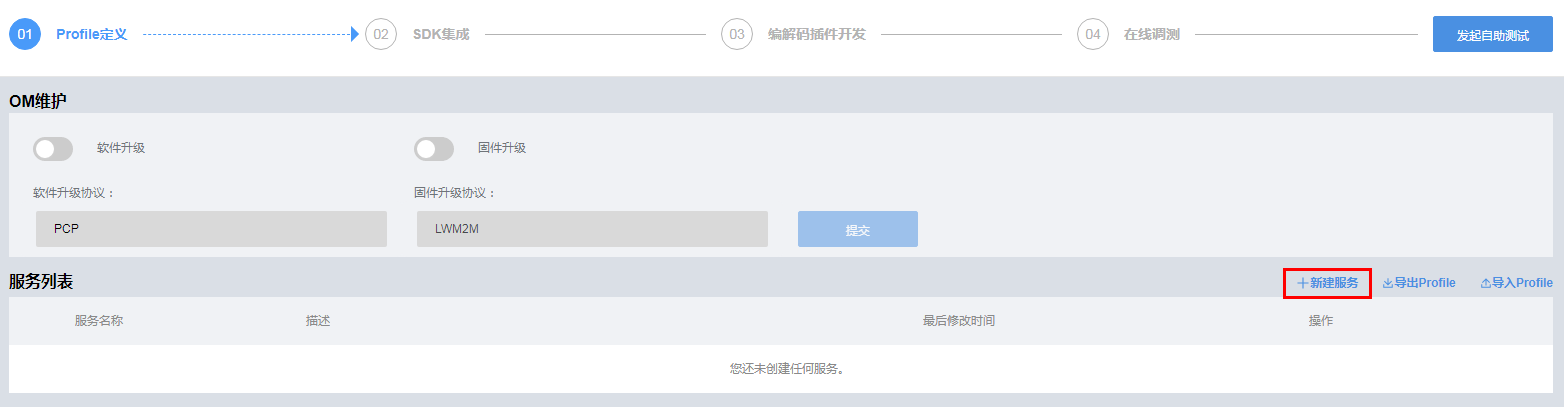 01 Profile定义 02 SDK集成 03 编解码插件开发 04 在线调测 发起自助测试
OM维护
软件升级 固件升级
软件升级协议： 固件升级协议：
PCP LWM2M 提交
服务列表 新建服务 导出Profile 导入Profile
服务名称 描述 最后修改时间 操作
您还未创建任何服务。